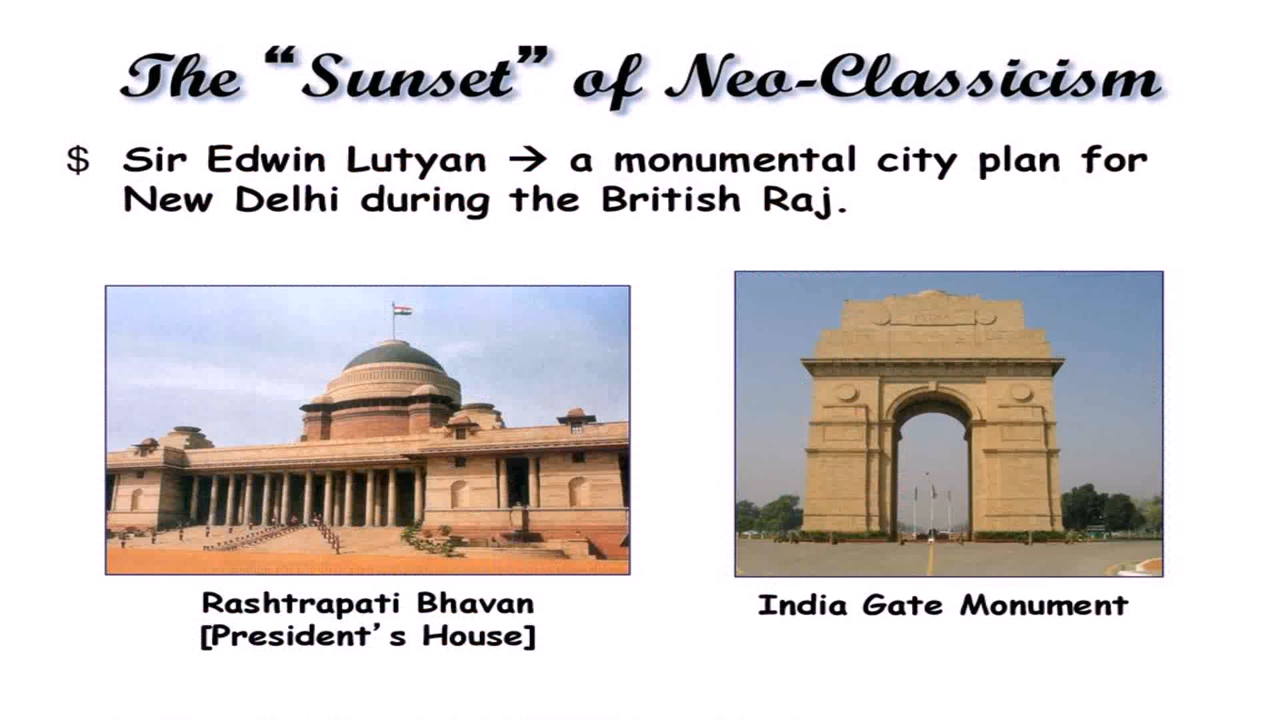 The “Sunset” of Neo-Classicism
$ Sir Edwin Lutyan → a monumental city plan for
New Delhi during the British Raj.
INDIA
Rashtrapati Bhavan
[President’s House]
India Gate Monument